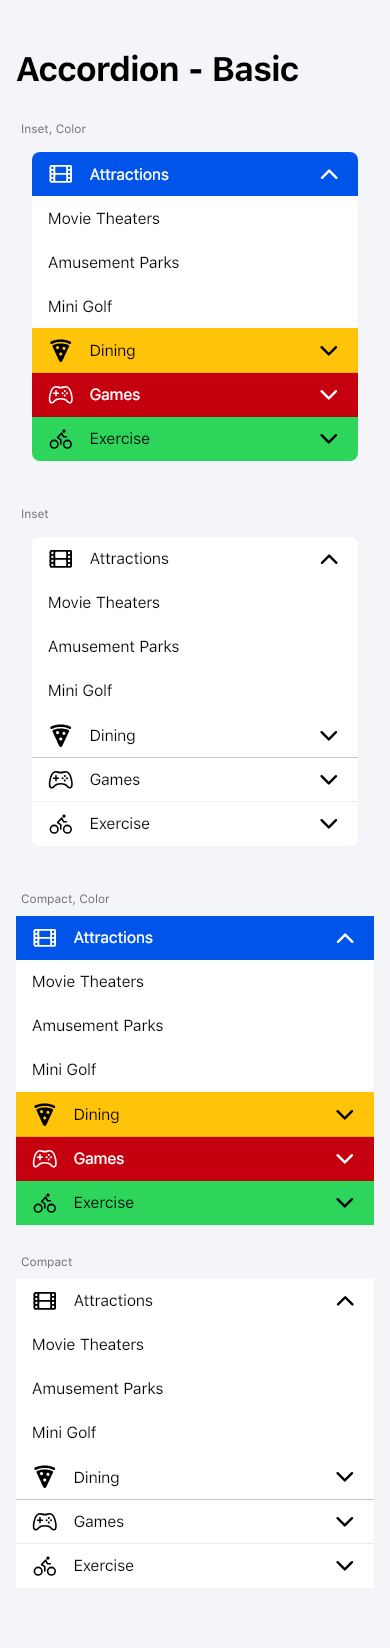 Accordion - Basic
Inset, Color
Attractions
Movie Theaters
Amusement Parks
Mini Golf
Dining
Games
Exercise
Inset
Attractions
Movie Theaters
Amusement Parks
Mini Golf
Dining
Games
Exercise
Compact, Color
Attractions
Movie Theaters
Amusement Parks
Mini Golf
Dining
Games
Exercise
Compact
Attractions
Movie Theaters
Amusement Parks
Mini Golf
Dining
Games
Exercise